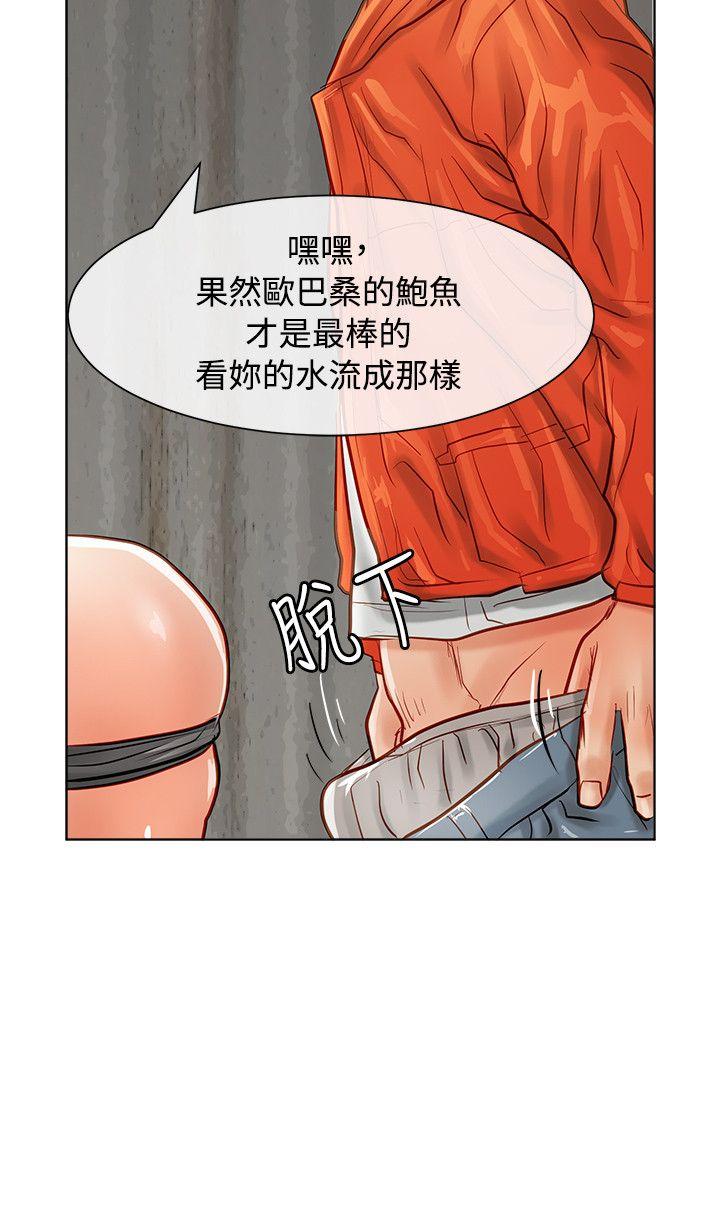 嘿嘿，
果然歐巴桑的鮑魚
才是最棒的
看妳的水流成那樣
脫下